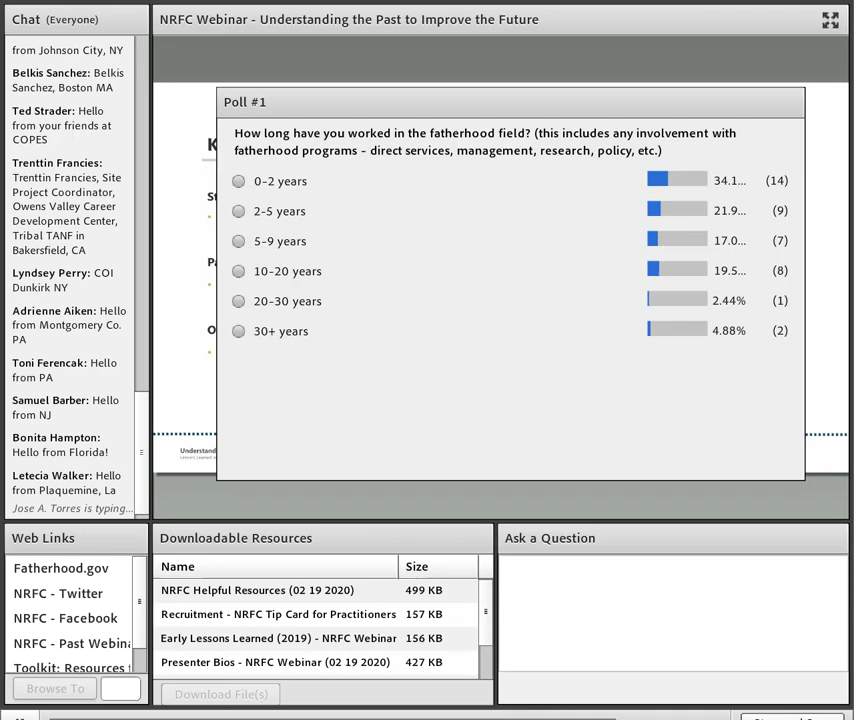 Chat (Everyone)
from Johnson City, NY
Belkis Sanchez: Belkis
Sanchez, Boston MA
Ted Strader: Hello
from your friends at
COPES
Trenttin Francies:
Trenttin Francies, Site
Project Coordinator,
Owens Valley Career
Development Center,
Tribal TANF in
Bakersfield, CA
Lyndsey Perry: COI
Dunkirk NY
Adrienne Aiken: Hello
from Montgomery Co.
PA
Toni Ferencak: Hello
from PA
Samuel Barber: Hello
from NJ
Bonita Hampton:
Hello from Florida!
Letecia Walker: Hello
from Plaquemine, La
Jose A. Torres is typing...
NRFC Webinar - Understanding the Past to Improve the Future
Poll #1
How long have you worked in the fatherhood field? (this includes any involvement with
fatherhood programs – direct services, management, research, policy, etc.)
0-2 years 34.1... (14)
2-5 years 21.9... (9)
5-9 years 17.0... (7)
10-20 years 19.5... (8)
20-30 years 2.44% (1)
30+ years 4.88% (2)
K
St
Pa
O
Understand
Web Links
Fatherhood.gov
NRFC - Twitter
NRFC - Facebook
NRFC - Past Webina
Toolkit: Resources
Browse To
Downloadable Resources
Name Size
NRFC Helpful Resources (02 19 2020) 499 KB
Recruitment - NRFC Tip Card for Practitioners 157 KB
Early Lessons Learned (2019) - NRFC Webinar 156 KB
Presenter Bios - NRFC Webinar (02 19 2020) 427 KB
Download File(s)
Ask a Question